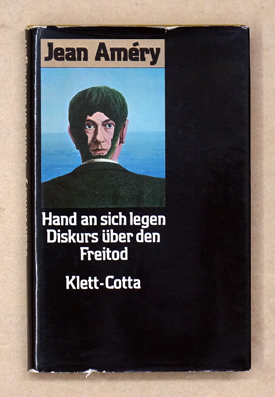 Jean Améry
Hand an sich legen
Diskurs über den
Freitod
Klett-Cotta